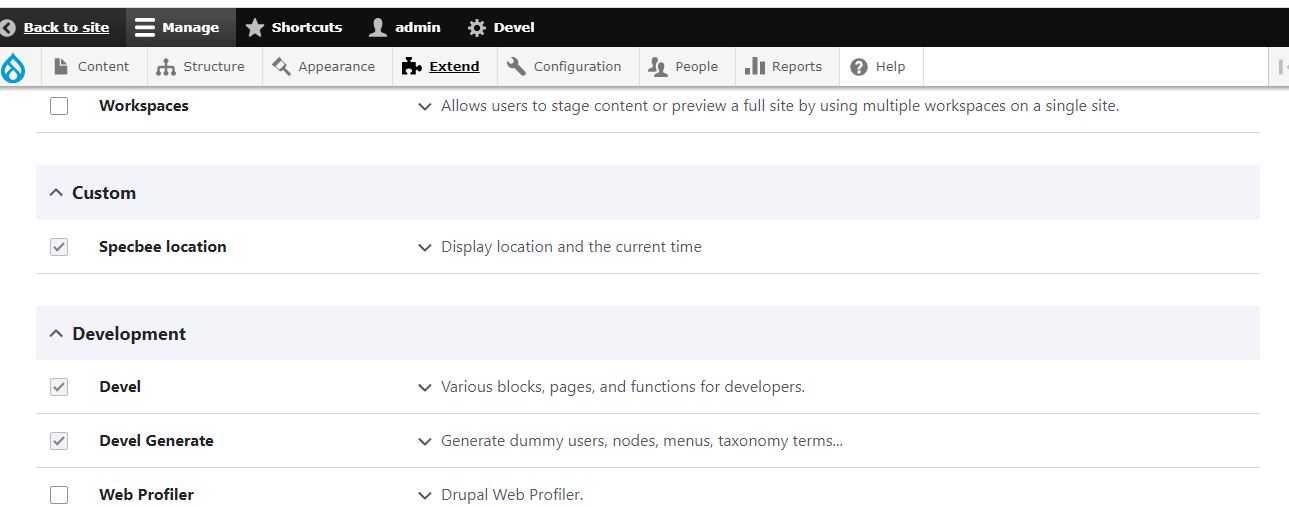 Back to site Manage Shortcuts admin Devel
Content Structure Appearance Extend Configuration People Reports Help
Workspaces Allows users to stage content or preview a full site by using multiple workspaces on a single site.
Custom
Specbee location Display location and the current time
Development
Devel Various blocks, pages, and functions for developers.
Devel Generate Generate dummy users, nodes, menus, taxonomy terms...
Web Profiler Drupal Web Profiler.